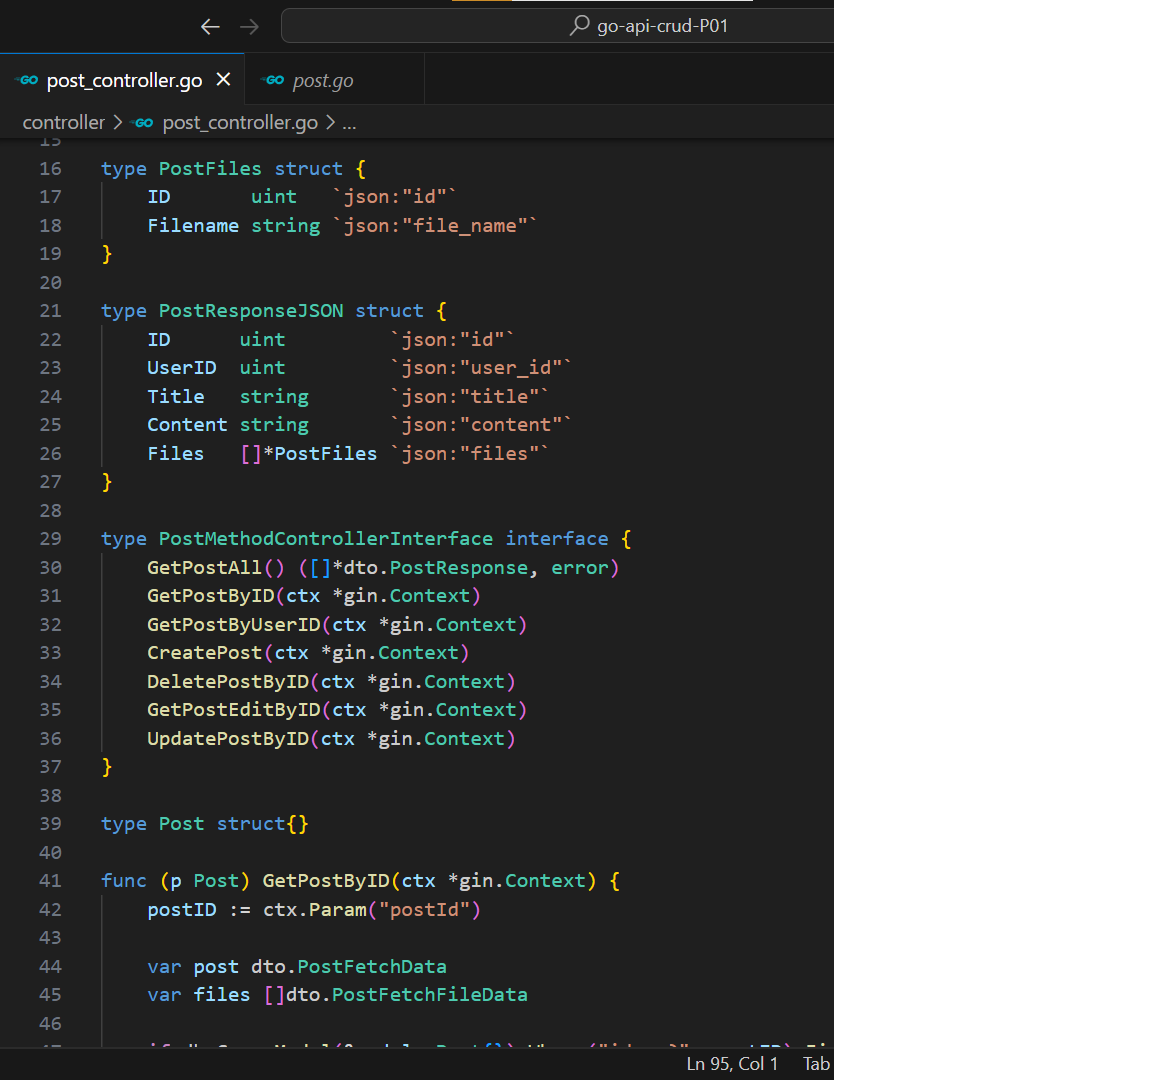 go-api-crud-P01
GO post_controller.go × GO post.go
controller > GO post_controller.go > ...
15
16 type PostFiles struct {
17     ID       uint   `json:"id"`
18     Filename string `json:"file_name"`
19 }
20
21 type PostResponseJSON struct {
22     ID      uint         `json:"id"`
23     UserID  uint         `json:"user_id"`
24     Title   string       `json:"title"`
25     Content string       `json:"content"`
26     Files   []*PostFiles `json:"files"`
27 }
28
29 type PostMethodControllerInterface interface {
30     GetPostAll() ([]*dto.PostResponse, error)
31     GetPostByID(ctx *gin.Context)
32     GetPostByUserID(ctx *gin.Context)
33     CreatePost(ctx *gin.Context)
34     DeletePostByID(ctx *gin.Context)
35     GetPostEditByID(ctx *gin.Context)
36     UpdatePostByID(ctx *gin.Context)
37 }
38
39 type Post struct{}
40
41 func (p Post) GetPostByID(ctx *gin.Context) {
42     postID := ctx.Param("postId")
43
44     var post dto.PostFetchData
45     var files []dto.PostFetchFileData
46
Ln 95, Col 1 Tab